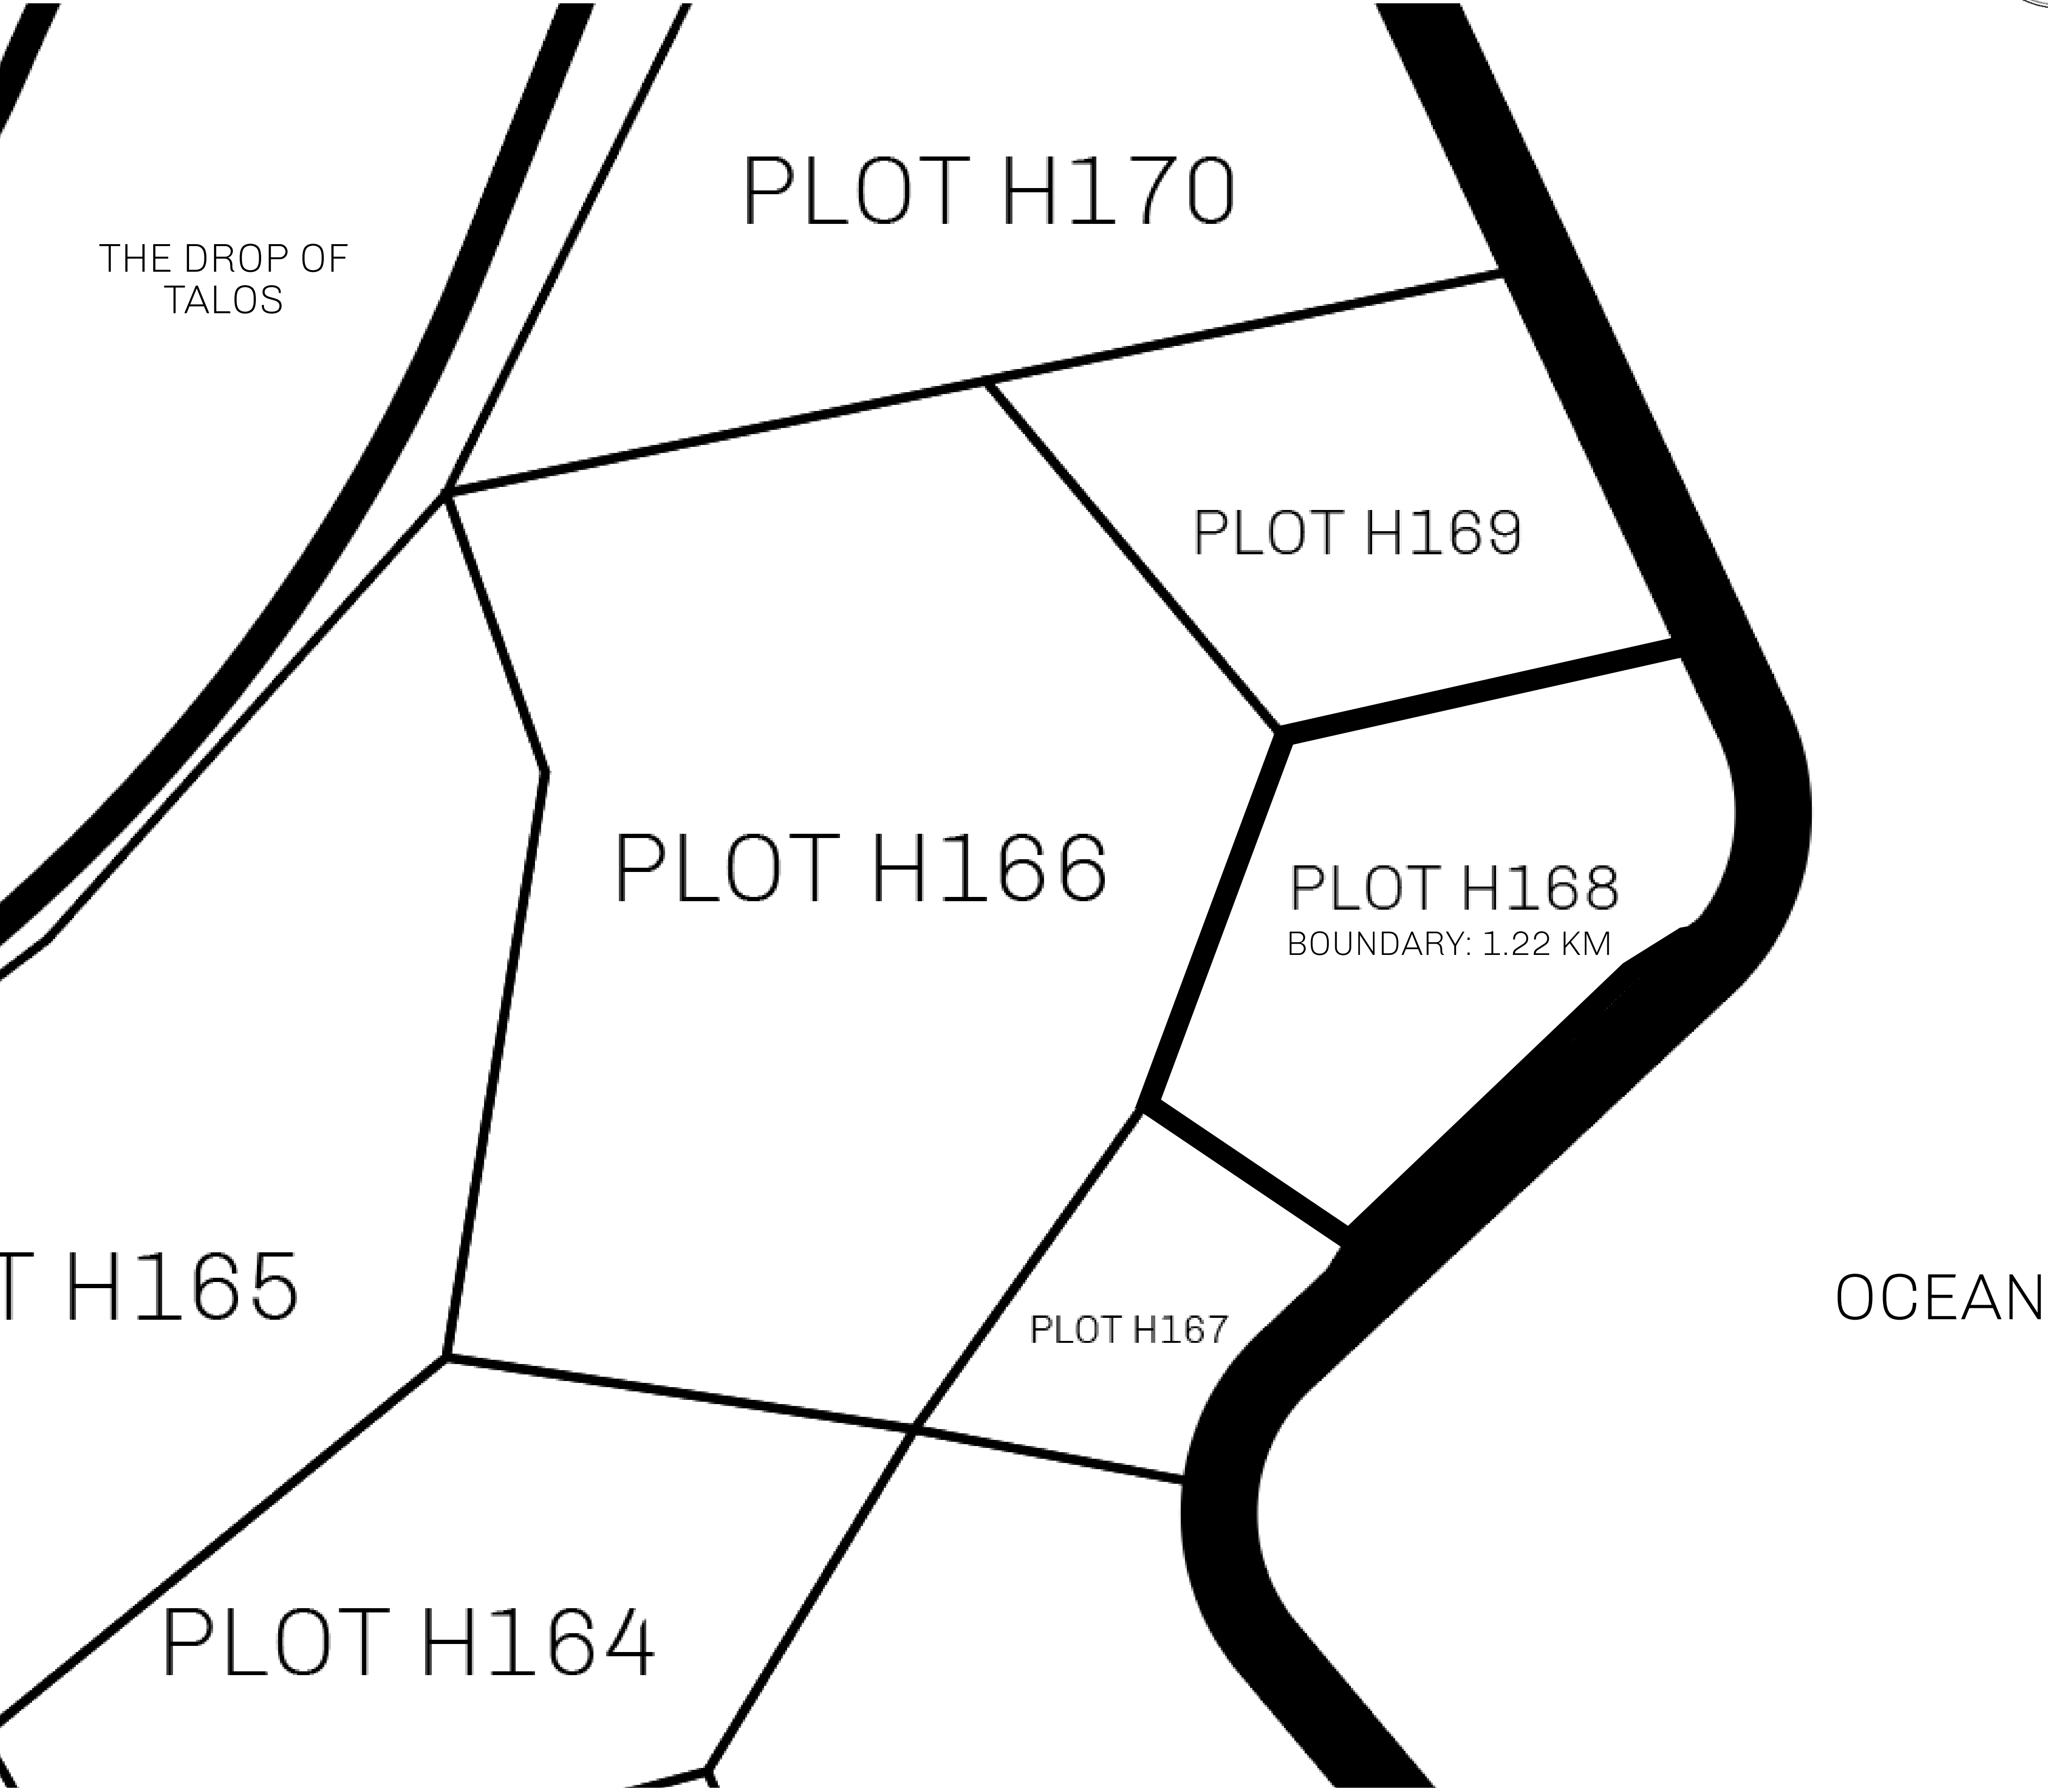 PLOT H170
THE DROP OF
TALOS
PLOT H169
PLOT H166
PLOT H168
BOUNDARY: 1.22 KM
T H165
OCEAN
PLOT H167
PLOT H164